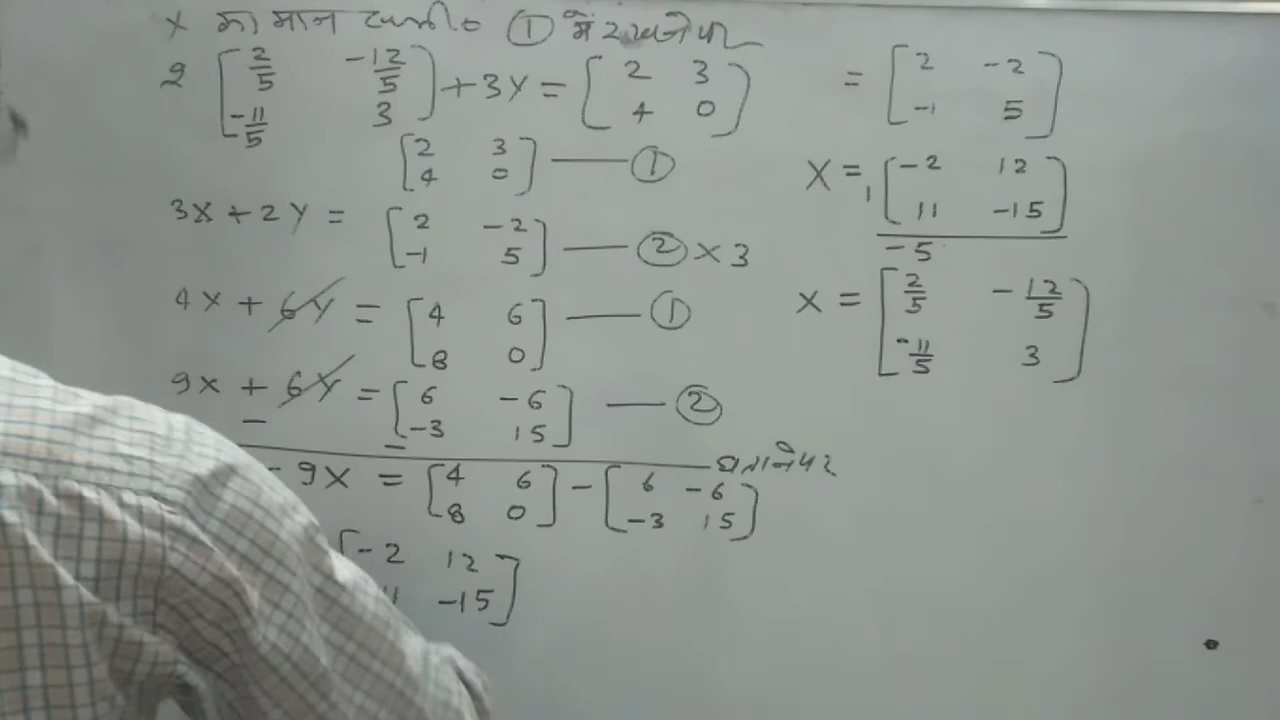 x का मान समी० ① में रखने पर
2 [2/5 -12/5
-11/5 3] + 3Y = [2 3
4 0]
[2 3
4 0] —— ①
3X + 2Y = [2 -2
-1 5] —— ② × 3
4X + 6Y = [4 6
8 0] —— ①
9X + 6Y = [6 -6
-3 15] —— ②
- -
घटाने पर
- 9X = [4 6
8 0] - [6 -6
-3 15]
[-2 12
11 -15]
= [2 -2
-1 5]
X = 1 [-2 12
11 -15]
-5
X = [2/5 -12/5
-11/5 3]